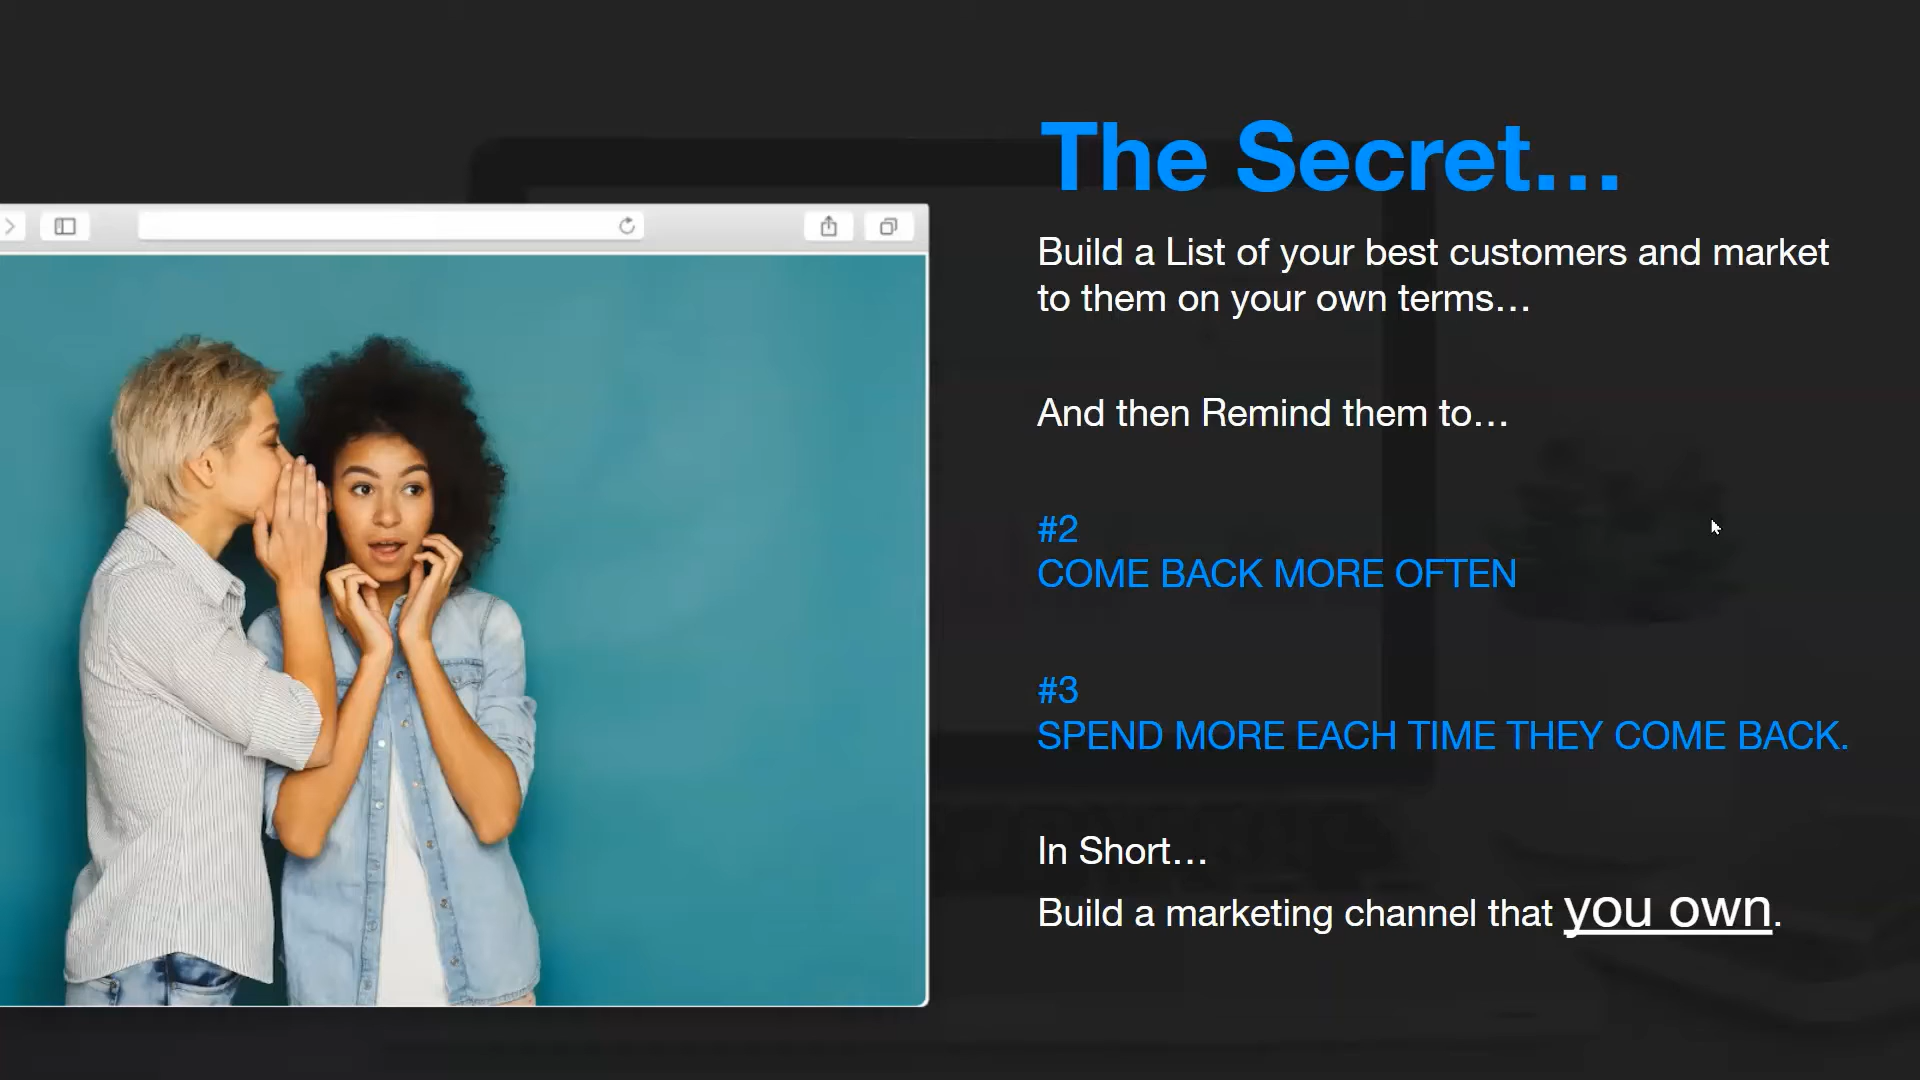 The Secret...
Build a List of your best customers and market
to them on your own terms...
And then Remind them to...
#2
COME BACK MORE OFTEN
#3
SPEND MORE EACH TIME THEY COME BACK.
In Short...
Build a marketing channel that you own.